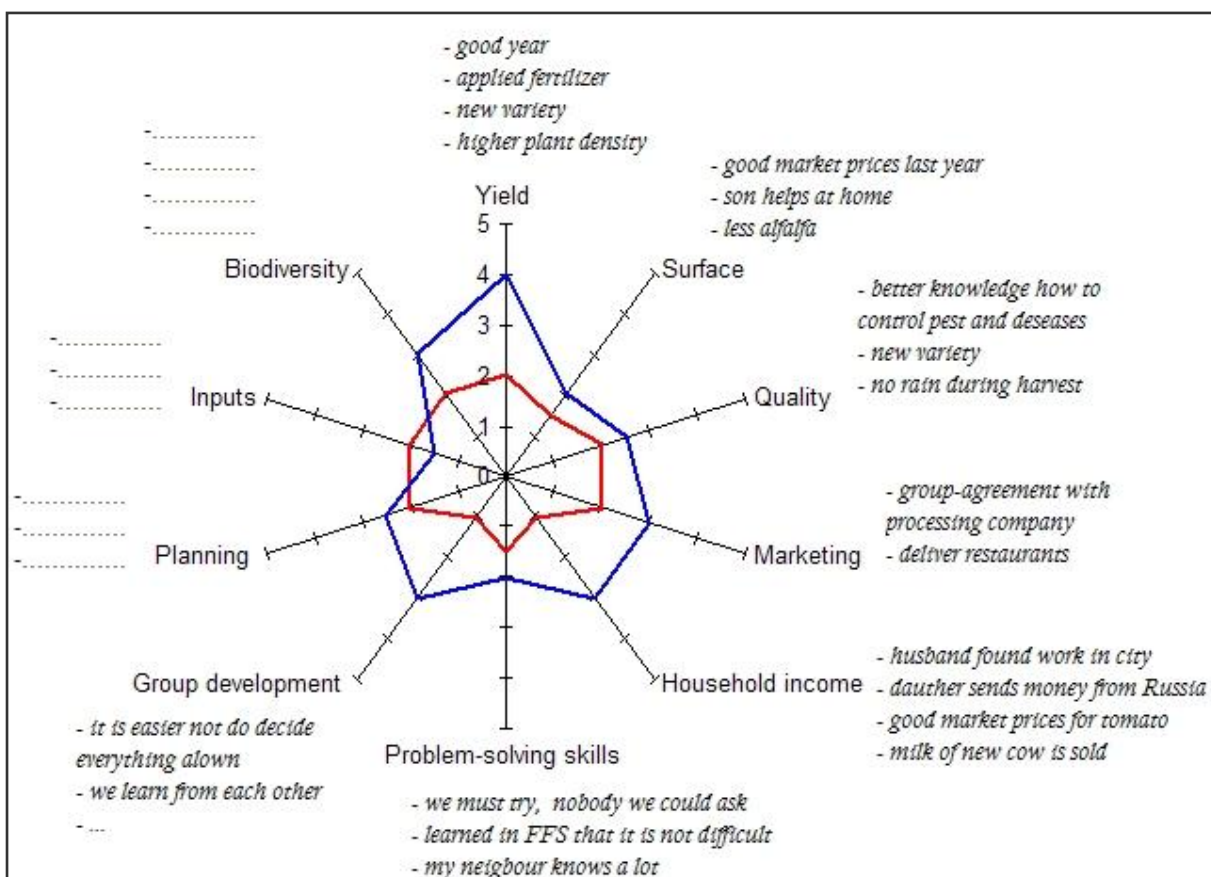 - good year
- applied fertilizer
- new variety
- higher plant density
- good market prices last year
- son helps at home
- less alfalfa
Yield
5
4
3
2
1
0
Biodiversity
Surface
- better knowledge how to
control pest and deseases
- new variety
- no rain during harvest
Inputs
Quality
- group-agreement with
processing company
- deliver restaurants
Planning
Marketing
- husband found work in city
- dauther sends money from Russia
- good market prices for tomato
- milk of new cow is sold
Group development
Household income
- it is easier not do decide
everything alown
- we learn from each other
- ...
Problem-solving skills
- we must try, nobody we could ask
- learned in FFS that it is not difficult
- my neigbour knows a lot